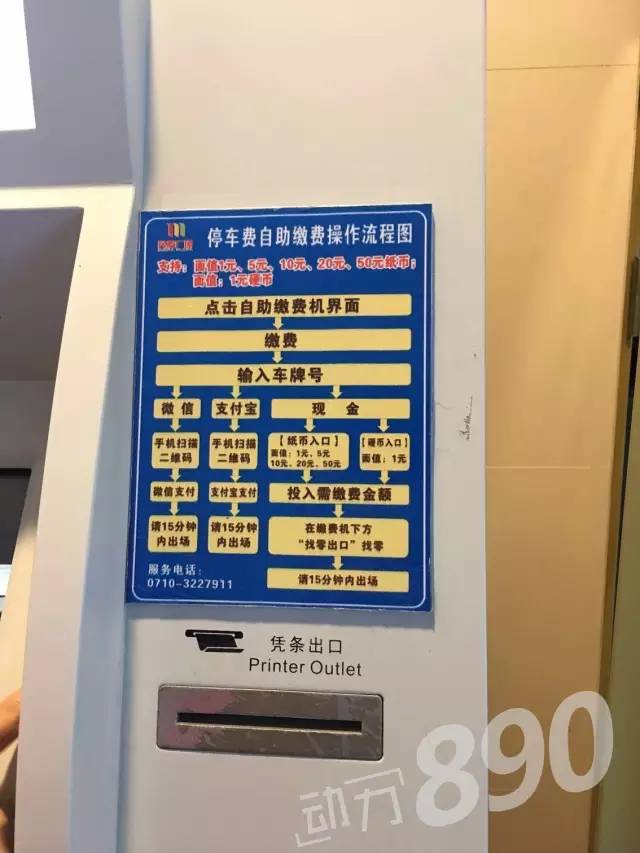 停车费自助缴费操作流程图
支持：面值1元、5元、10元、20元、50元纸币；
面值：1元硬币
点击自助缴费机界面
缴费
输入车牌号
微信
支付宝
现 金
手机扫描
二维码
手机扫描
二维码
【纸币入口】
面值：1元、5元
10元、20元、50元
【硬币入口】
面值：1元
微信支付
支付宝支付
投入需缴费金额
请15分钟
内出场
请15分钟
内出场
在缴费机下方
“找零出口”找零
请15分钟内出场
服务电话：
0710-3227911
凭条出口
Printer Outlet
动力890